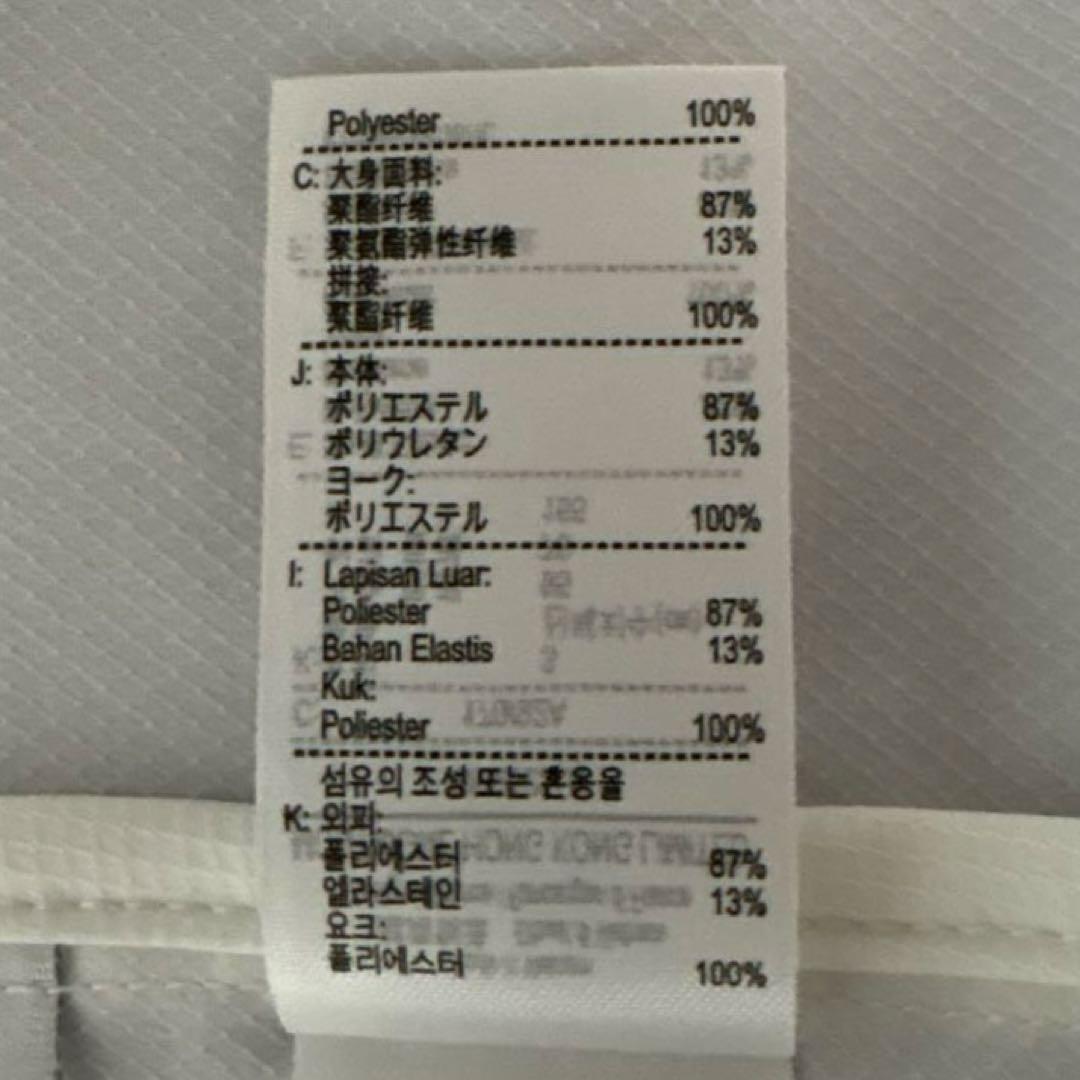 Polyester 100%
C: 大身面料:
聚酯纤维 87%
聚氨酯弹性纤维 13%
拼接:
聚酯纤维 100%
J: 本体:
ポリエステル 87%
ポリウレタン 13%
ヨーク:
ポリエステル 100%
I: Lapisan Luar:
Poliester 87%
Bahan Elastis 13%
Kuk:
Poliester 100%
섬유의 조성 또는 혼용율
K: 외피:
폴리에스터 87%
엘라스테인 13%
요크:
폴리에스터 100%